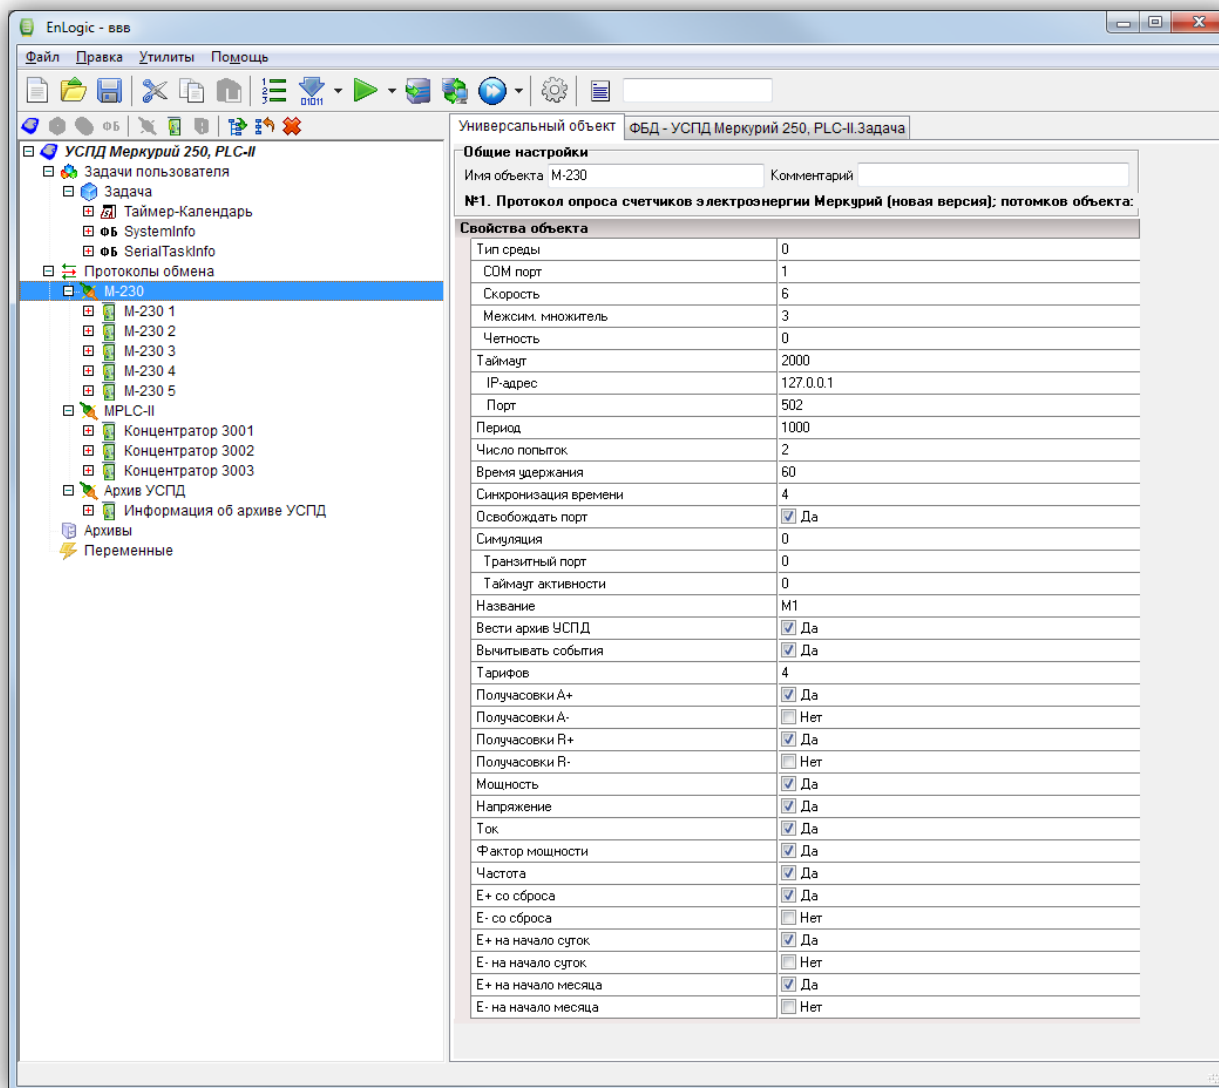 EnLogic - ввв
Файл Правка Утилиты Помощь
Универсальный объект ФБД - УСПД Меркурий 250, PLC-II.Задача
УСПД Меркурий 250, PLC-II
Задачи пользователя
Задача
Таймер-Календарь
ФБ SystemInfo
ФБ SerialTaskInfo
Протоколы обмена
М-230
М-230 1
М-230 2
М-230 3
М-230 4
М-230 5
MPLC-II
Концентратор 3001
Концентратор 3002
Концентратор 3003
Архив УСПД
Информация об архиве УСПД
Архивы
Переменные
Общие настройки
Имя объекта М-230 Комментарий
№1. Протокол опроса счетчиков электроэнергии Меркурий (новая версия); потомков объекта:
Свойства объекта
Тип среды 0
COM порт 1
Скорость 6
Межсим. множитель 3
Четность 0
Таймаут 2000
IP-адрес 127.0.0.1
Порт 502
Период 1000
Число попыток 2
Время удержания 60
Синхронизация времени 4
Освобождать порт Да
Симуляция 0
Транзитный порт 0
Таймаут активности 0
Название М1
Вести архив УСПД Да
Вычитывать события Да
Тарифов 4
Получасовки А+ Да
Получасовки А- Нет
Получасовки R+ Да
Получасовки R- Нет
Мощность Да
Напряжение Да
Ток Да
Фактор мощности Да
Частота Да
Е+ со сброса Да
Е- со сброса Нет
Е+ на начало суток Да
Е- на начало суток Нет
Е+ на начало месяца Да
Е- на начало месяца Нет